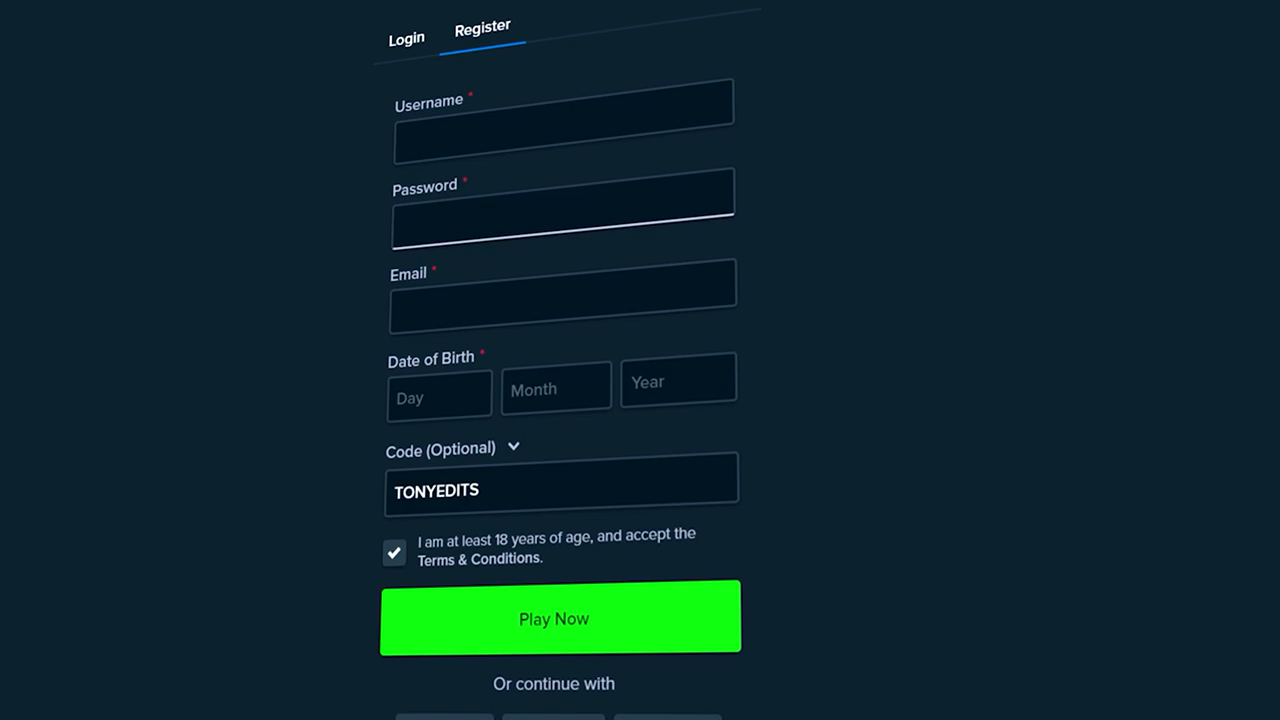 Login Register
Username *
Password *
Email *
Date of Birth *
Day Month Year
Code (Optional)
TONYEDITS
I am at least 18 years of age, and accept the
Terms & Conditions.
Play Now
Or continue with